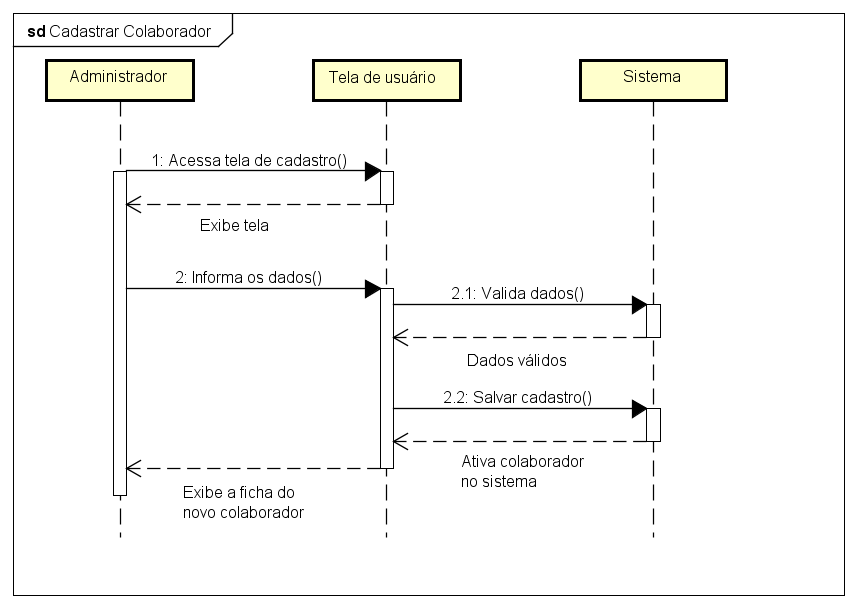 sd Cadastrar Colaborador
Administrador
Tela de usuário
Sistema
1: Acessa tela de cadastro()
Exibe tela
2: Informa os dados()
2.1: Valida dados()
Dados válidos
2.2: Salvar cadastro()
Ativa colaborador
no sistema
Exibe a ficha do
novo colaborador